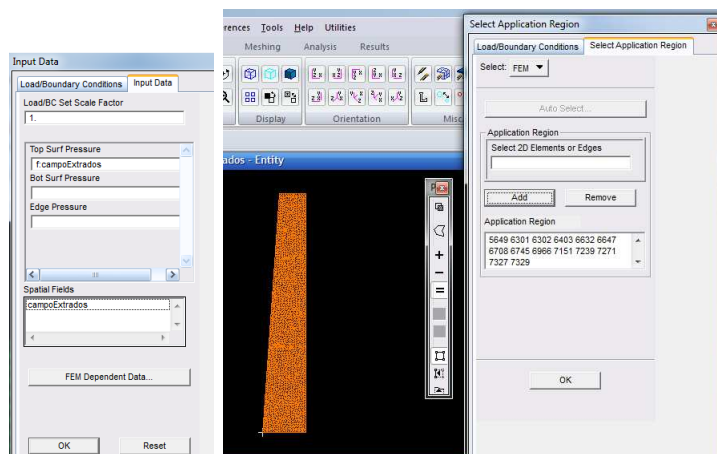 Input Data
Load/Boundary Conditions Input Data
Load/BC Set Scale Factor
1.
Top Surf Pressure
f:campoExtrados
Bot Surf Pressure
Edge Pressure
Spatial Fields
campoExtrados
FEM Dependent Data...
OK Reset
rences Tools Help Utilities
Meshing Analysis Results
Display Orientation Misc
ados - Entity
Select Application Region
Load/Boundary Conditions Select Application Region
Select: FEM
Auto Select...
Application Region
Select 2D Elements or Edges
Add Remove
Application Region
5649 6301 6302 6403 6632 6647
6708 6745 6966 7151 7239 7271
7327 7329
OK